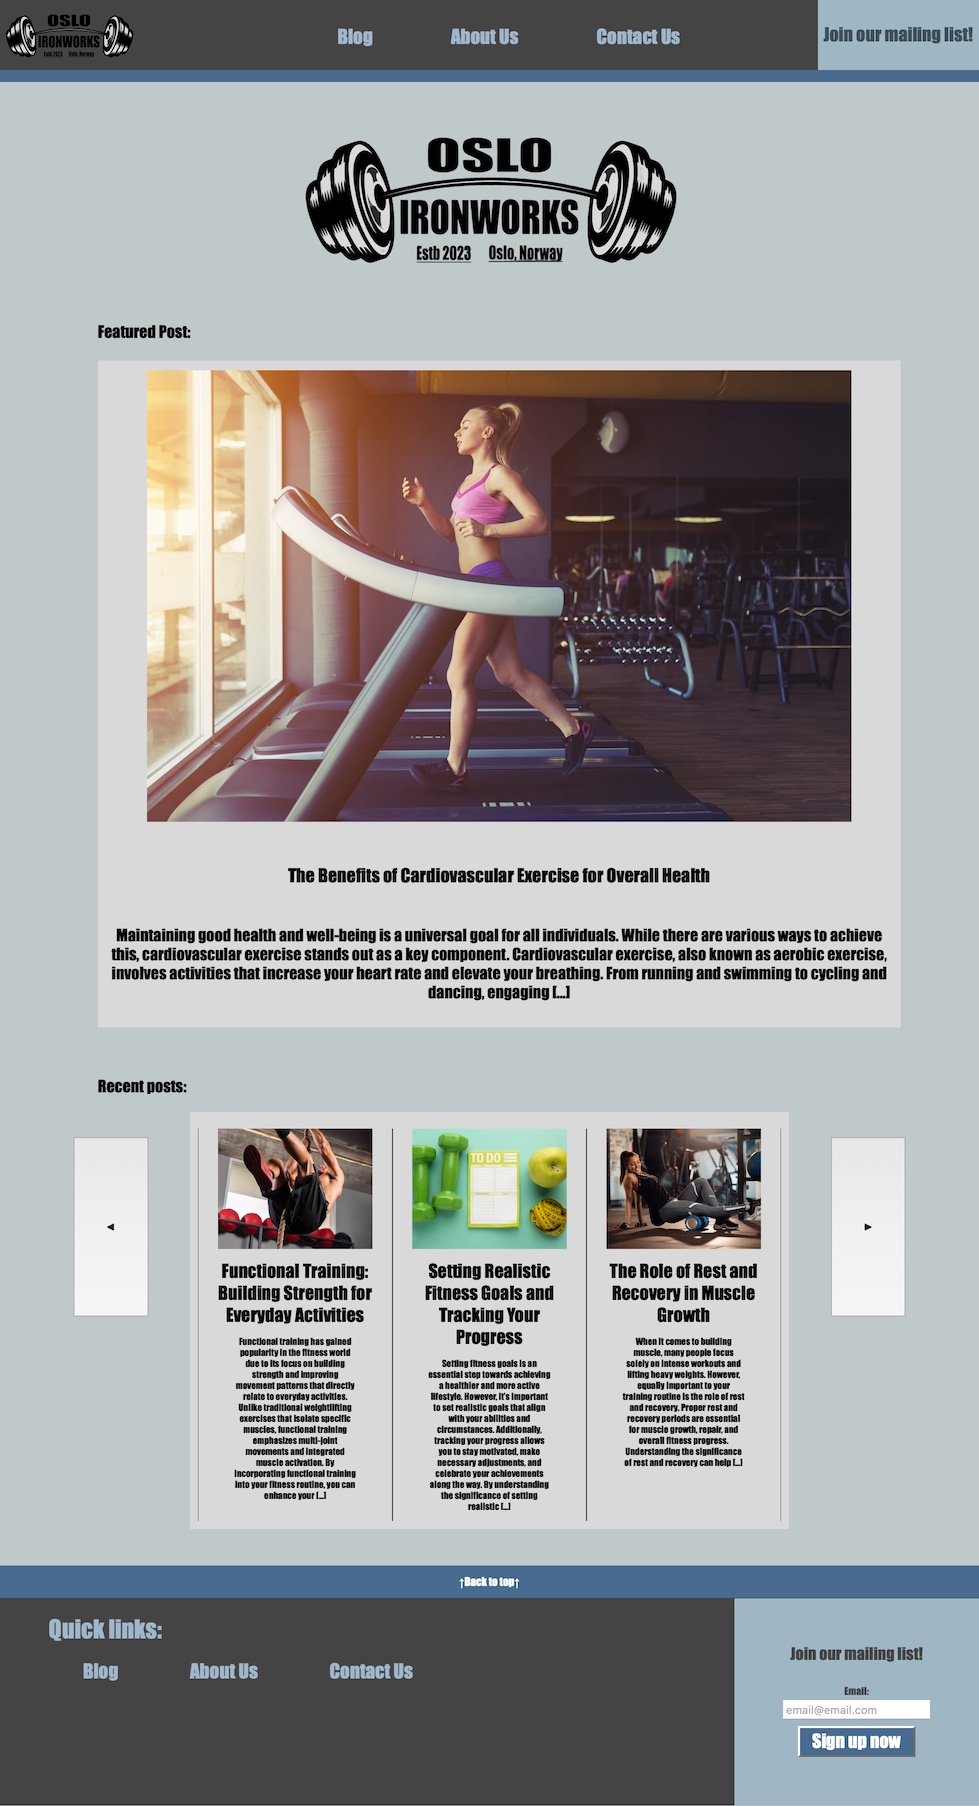 OSLO
IRONWORKS
Estb 2023 Oslo, Norway
Blog
About Us
Contact Us
Join our mailing list!
OSLO
IRONWORKS
Estb 2023 Oslo, Norway
Featured Post:
The Benefits of Cardiovascular Exercise for Overall Health
Maintaining good health and well-being is a universal goal for all individuals. While there are various ways to achieve
this, cardiovascular exercise stands out as a key component. Cardiovascular exercise, also known as aerobic exercise,
involves activities that increase your heart rate and elevate your breathing. From running and swimming to cycling and
dancing, engaging [...]
Recent posts:
◄
Functional Training:
Building Strength for
Everyday Activities
Functional training has gained
popularity in the fitness world
due to its focus on building
strength and improving
movement patterns that directly
relate to everyday activities.
Unlike traditional weightlifting
exercises that isolate specific
muscles, functional training
emphasizes multi-joint
movements and integrated
muscle activation. By
incorporating functional training
into your fitness routine, you can
enhance your [...]
TO DO
Setting Realistic
Fitness Goals and
Tracking Your
Progress
Setting fitness goals is an
essential step towards achieving
a healthier and more active
lifestyle. However, it's important
to set realistic goals that align
with your abilities and
circumstances. Additionally,
tracking your progress allows
you to stay motivated, make
necessary adjustments, and
celebrate your achievements
along the way. By understanding
the significance of setting
realistic [...]
The Role of Rest and
Recovery in Muscle
Growth
When it comes to building
muscle, many people focus
solely on intense workouts and
lifting heavy weights. However,
equally important to your
training routine is the role of rest
and recovery. Proper rest and
recovery periods are essential
for muscle growth, repair, and
overall fitness progress.
Understanding the significance
of rest and recovery can help [...]
►
↑Back to top↑
Quick links:
Blog
About Us
Contact Us
Join our mailing list!
Email:
email@email.com
Sign up now